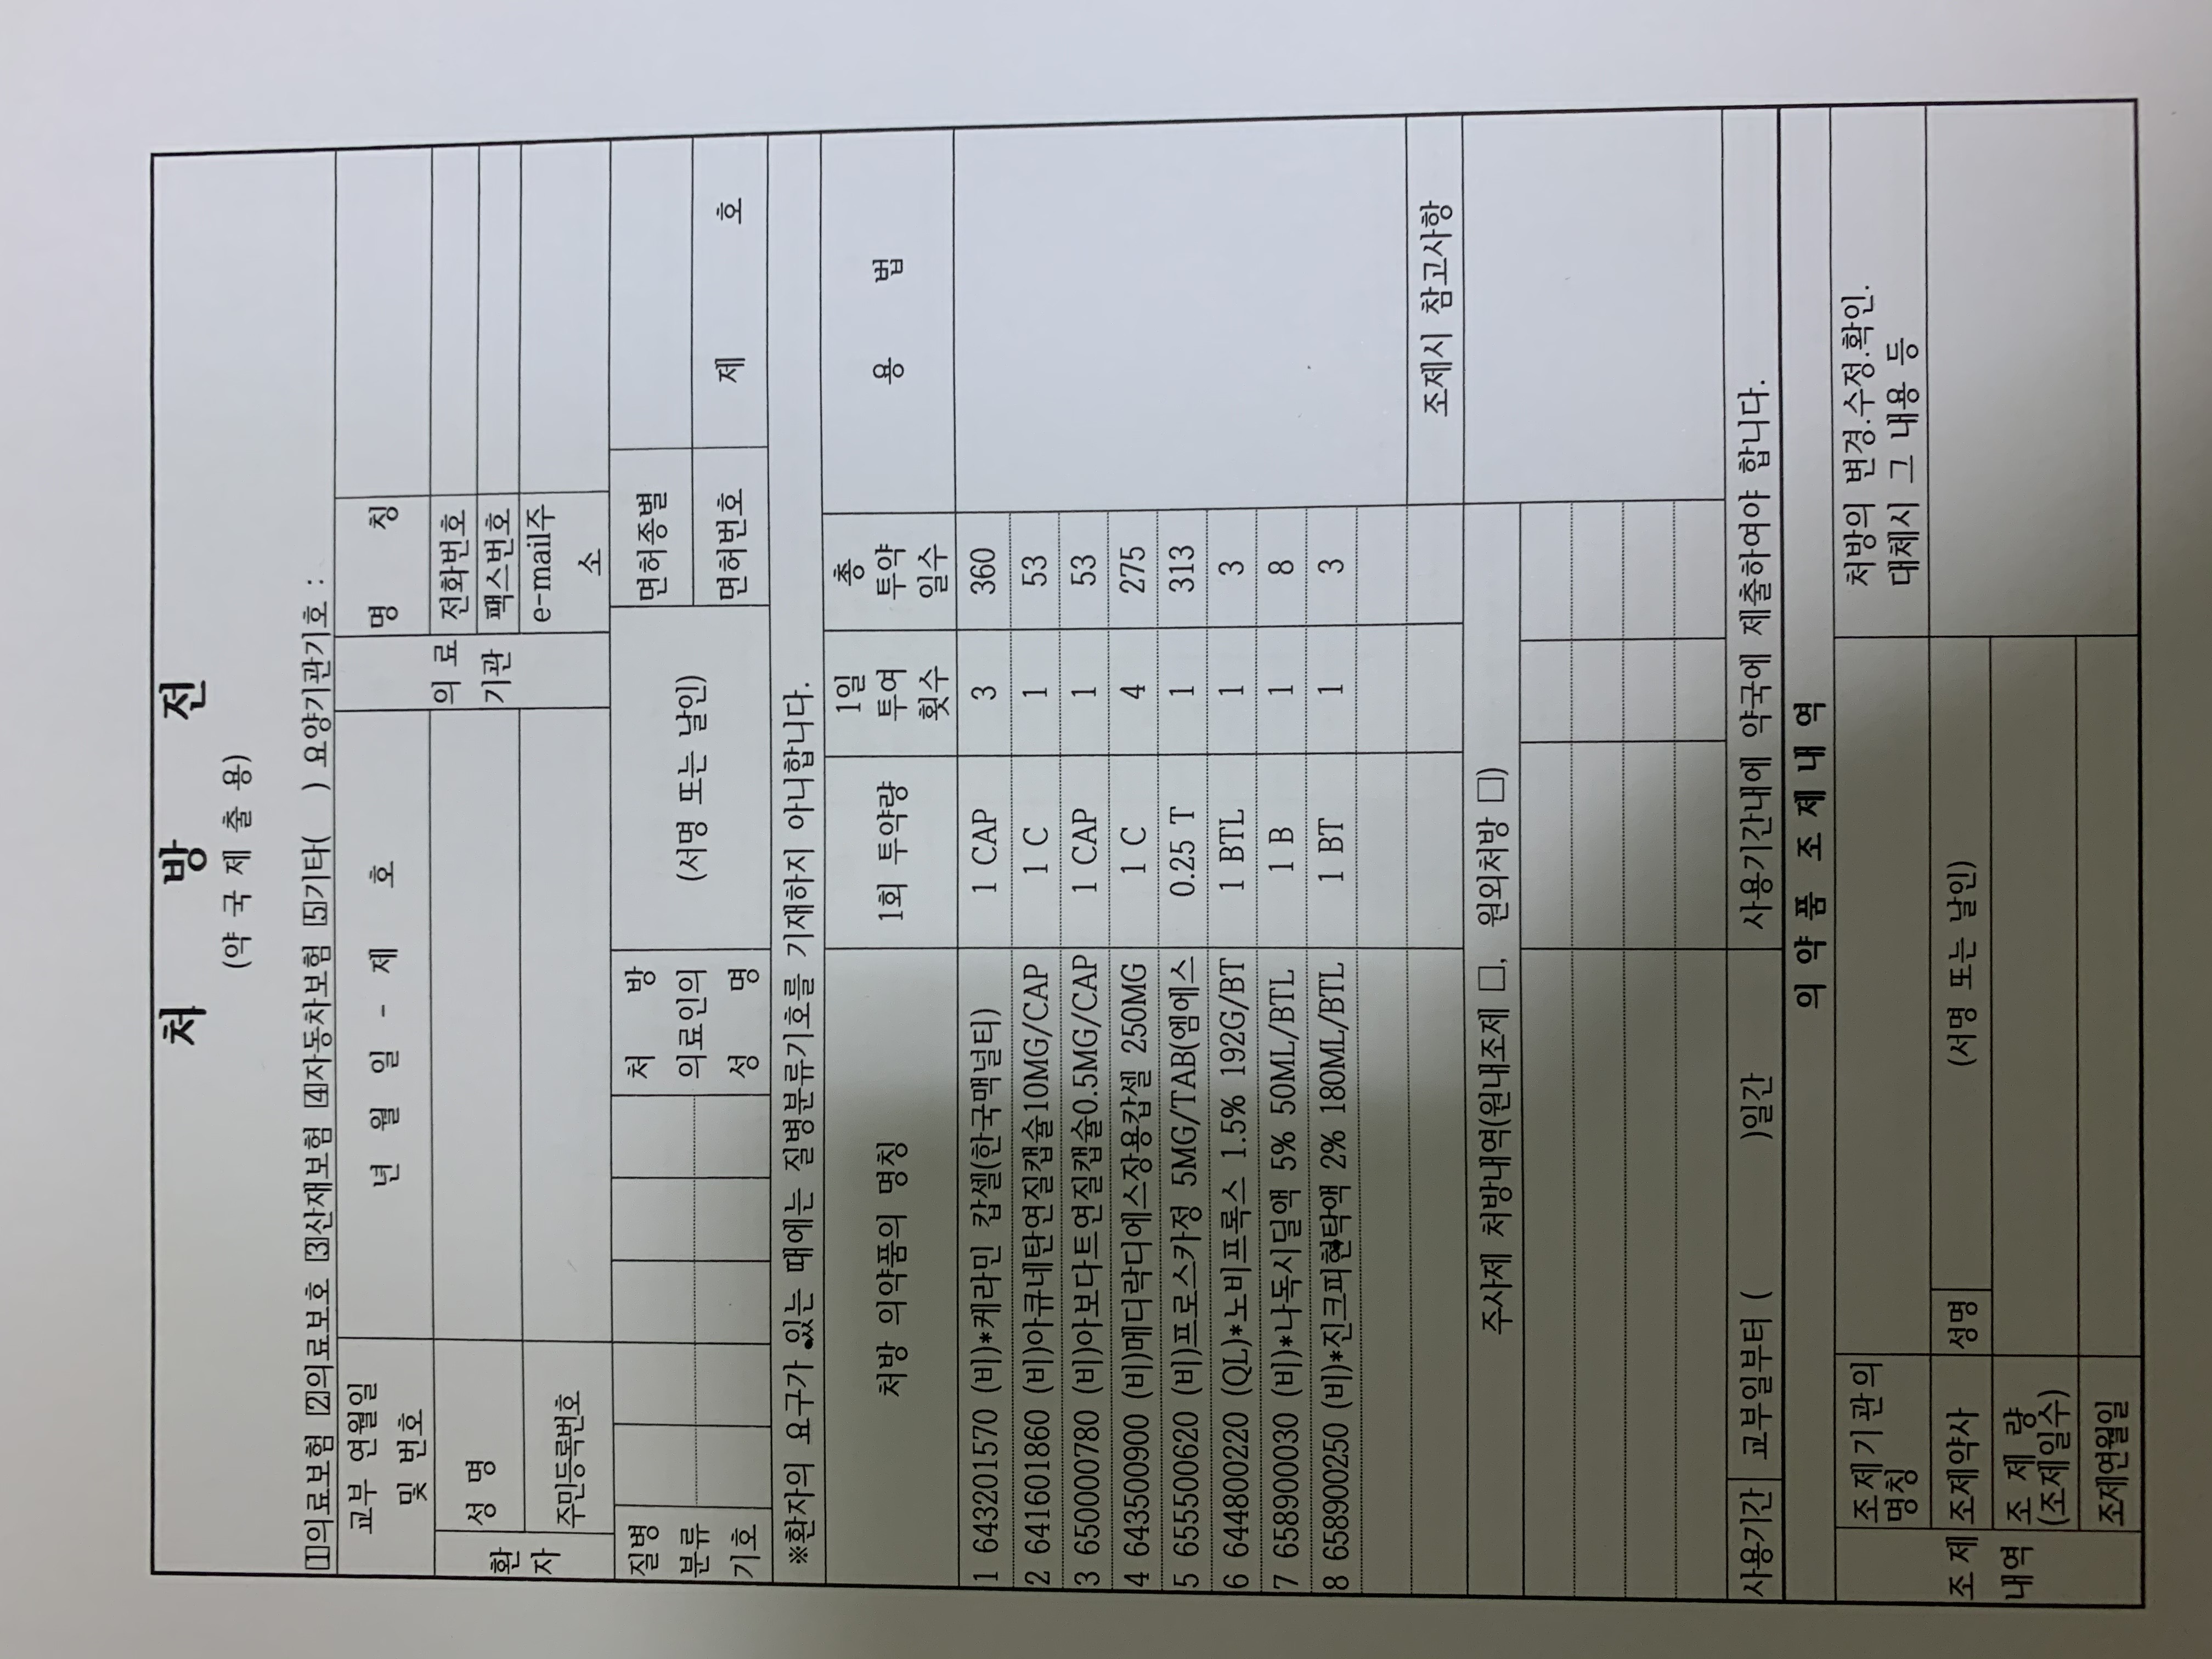 처 방 전
(약 국 제 출 용)
1의료보험 2의료보호 3산재보험 4자동차보험 5기타( ) 요양기관기호 :
교부 연월일
및 번호
년 월 일 - 제 호
의 료
기관
명 칭
전화번호
팩스번호
e-mail주
소
환
자
성 명
주민등록번호
질병
분류
기호
처 방
의료인의
성 명
(서명 또는 날인)
면허종별
면허번호
제 호
※환자의 요구가 있는 때에는 질병분류기호를 기재하지 아니합니다.
처방 의약품의 명칭
1회 투약량
1일
투여
횟수
총
투약
일수
용 법
1 643201570 (비)*케라민 캅셀(한국맥널티) 1 CAP 3 360
2 641601860 (비)아큐네탄연질캡슐10MG/CAP 1 C 1 53
3 650000780 (비)아보다트연질캡슐0.5MG/CAP 1 CAP 1 53
4 643500900 (비)메디락디에스장용캅셀 250MG 1 C 4 275
5 655500620 (비)프로스카정 5MG/TAB(엠에스 0.25 T 1 313
6 644800220 (QL)*노비프록스 1.5% 192G/BT 1 BTL 1 3
7 658900030 (비)*나독시딜액 5% 50ML/BTL 1 B 1 8
8 658900250 (비)*진크피현탁액 2% 180ML/BTL 1 BT 1 3
조제시 참고사항
주사제 처방내역(원내조제 □, 원외처방 □)
사용기간 교부일부터 ( )일간 사용기간내에 약국에 제출하여야 합니다.
의 약 품 조 제 내 역
조 제
내역
조제기관의
명칭
처방의 변경.수정.확인.
대체시 그 내용 등
조제약사 성명 (서명 또는 날인)
조 제 량
(조제일수)
조제연월일